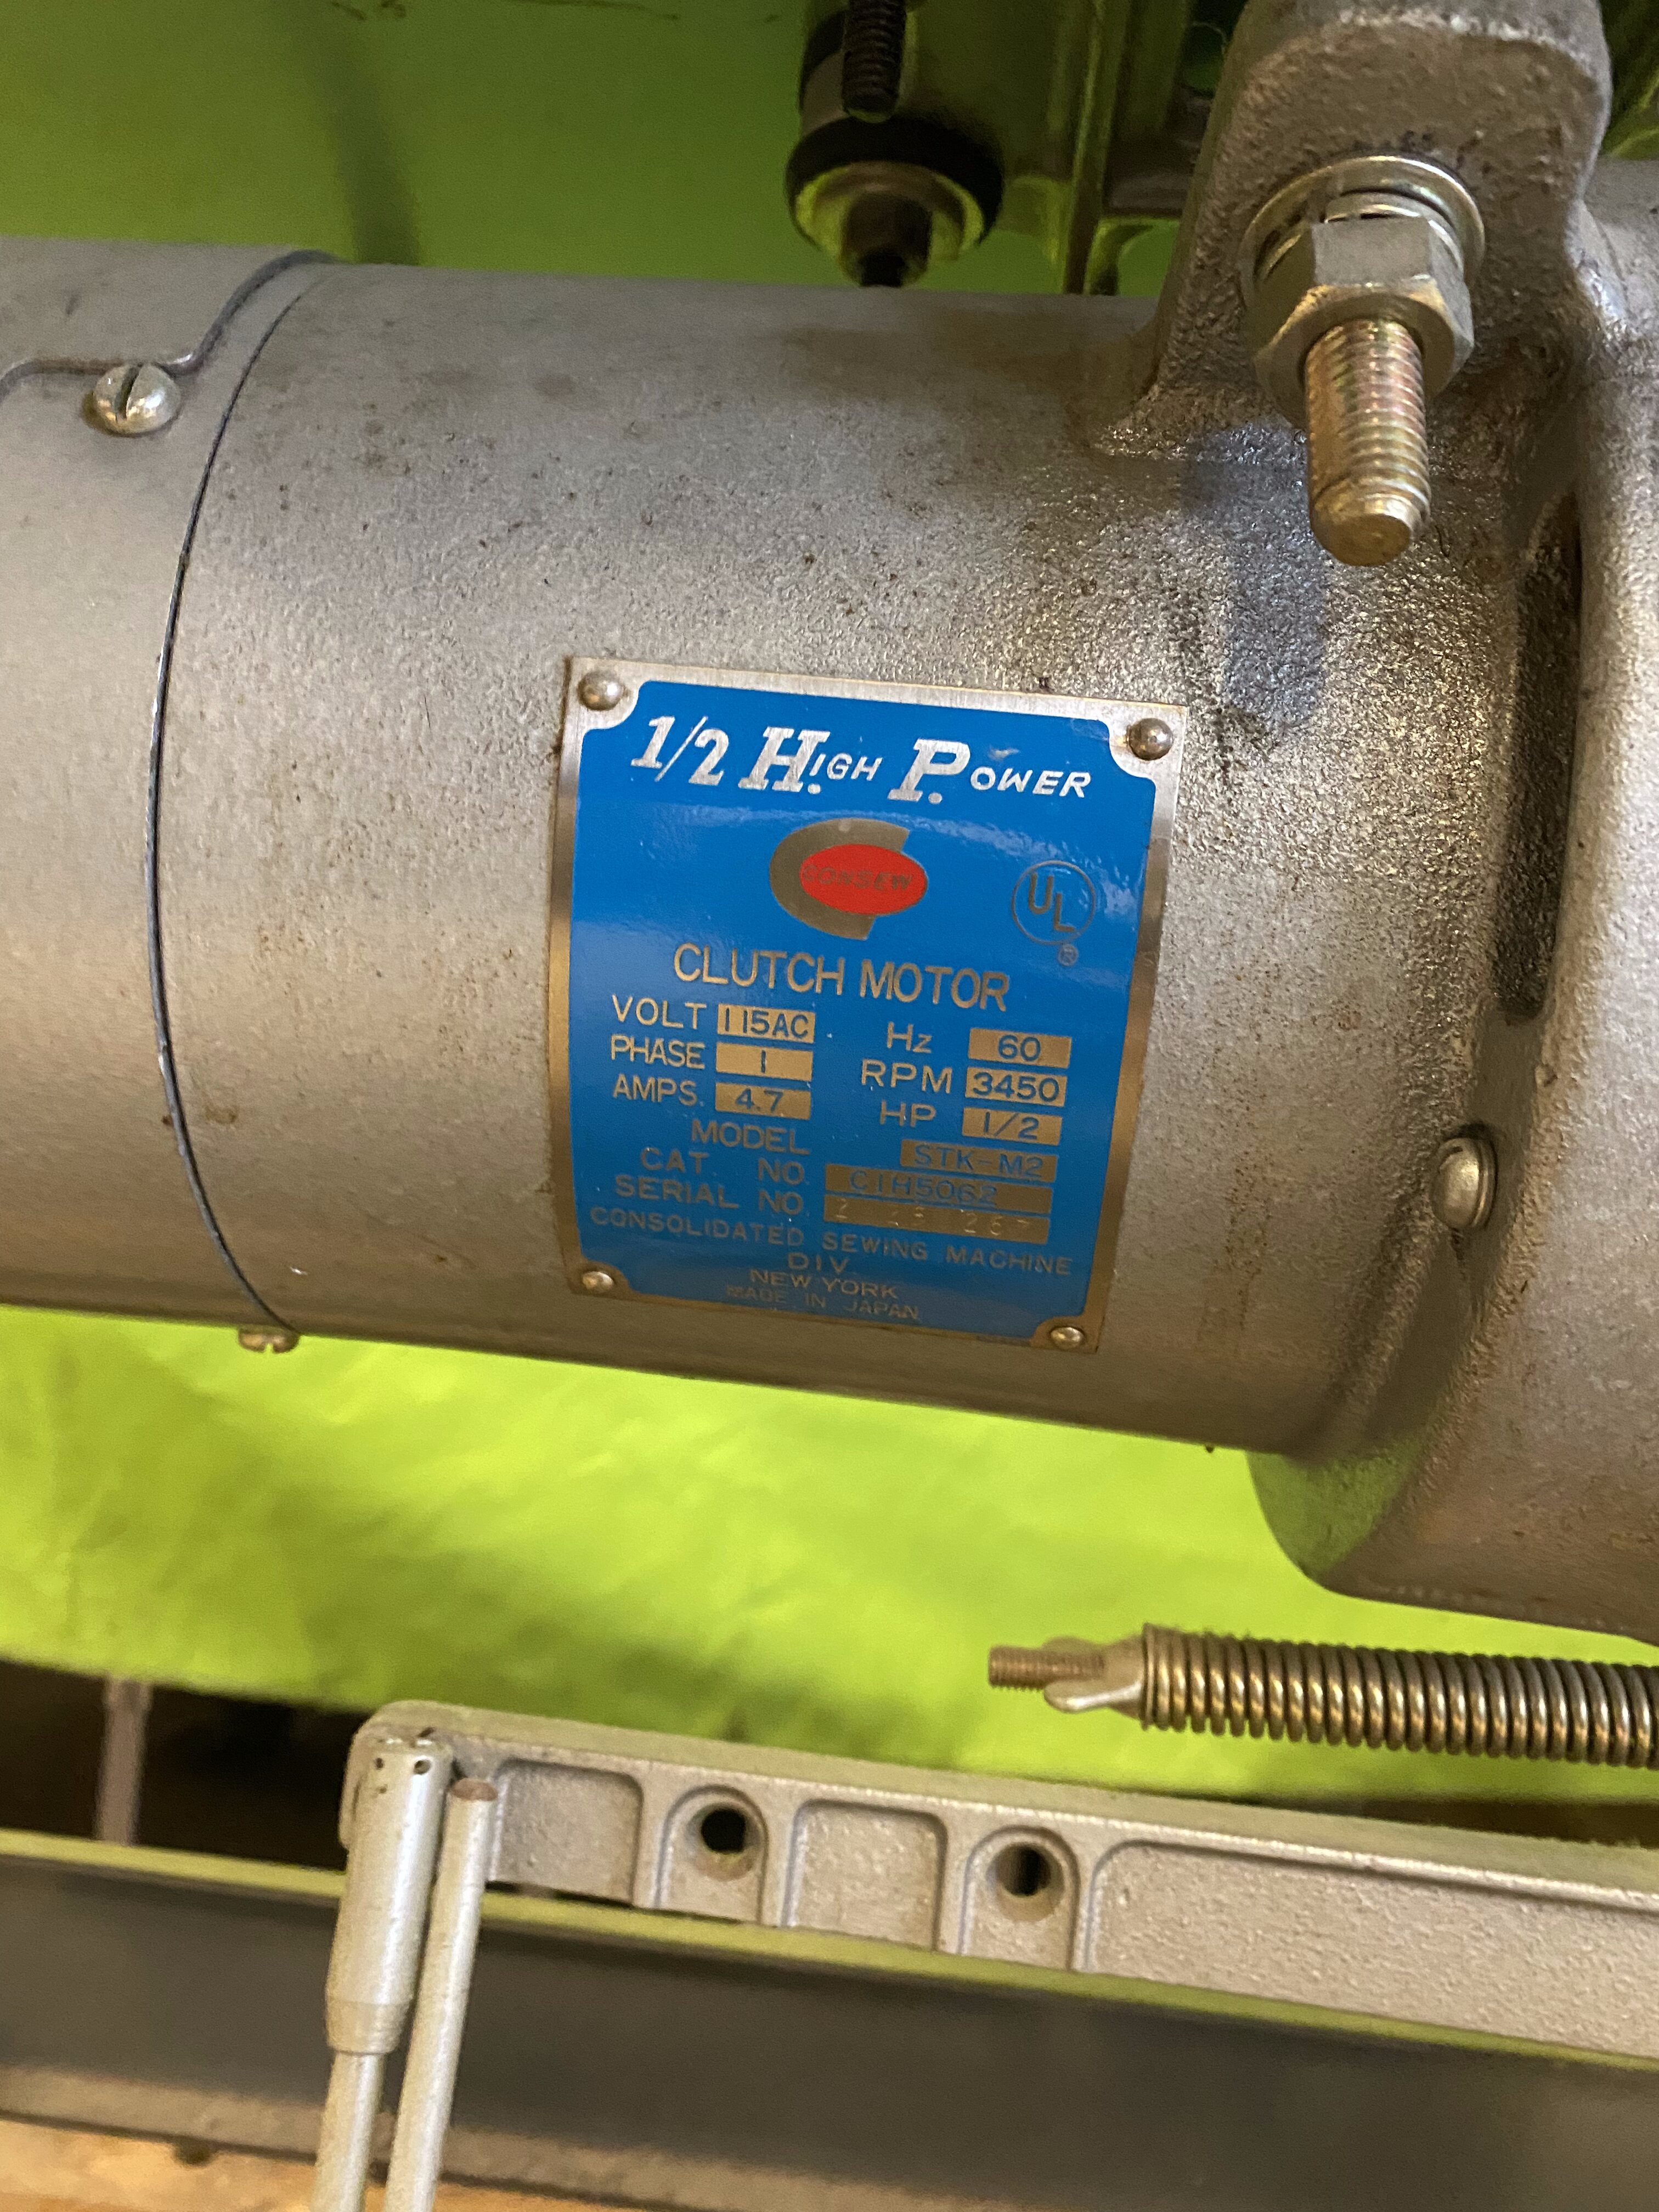 1/2 HIGH POWER
CONSEW
UL
®
CLUTCH MOTOR
VOLT 115AC Hz 60
PHASE 1 RPM 3450
AMPS. 4.7 HP 1/2
MODEL STK-M2
CAT. NO. C1H5062
SERIAL NO.
CONSOLIDATED SEWING MACHINE
DIV.
NEW YORK
MADE IN JAPAN